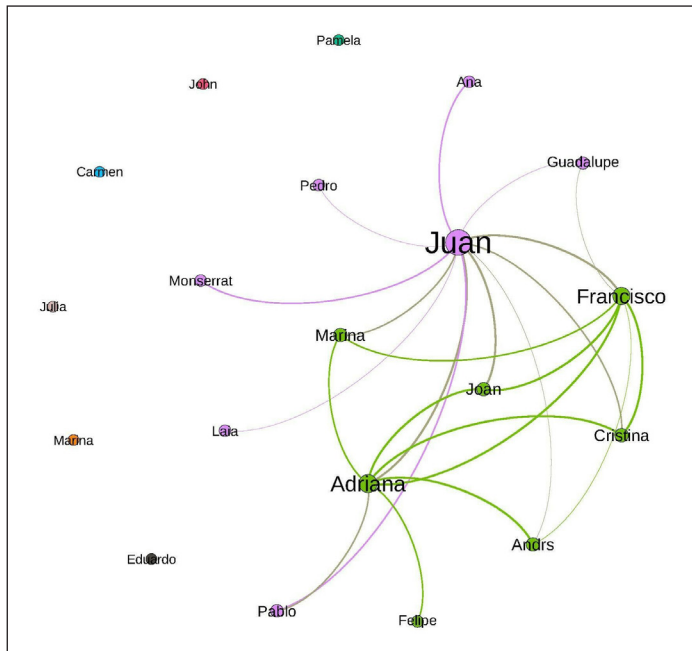 Pamela
John
Ana
Carmen
Pedro
Guadalupe
Juan
Monserrat
Francisco
Julia
Marina
Joan
Laia
Cristina
Marina
Adriana
Andrs
Eduardo
Pablo
Felipe